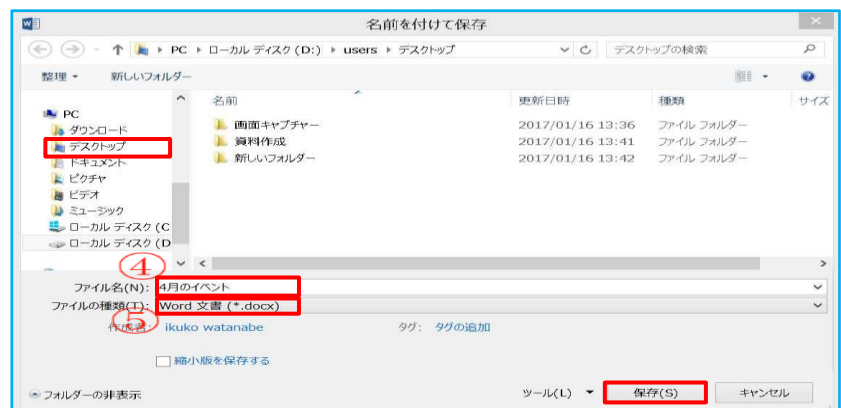 名前を付けて保存
PC ▸ ローカル ディスク (D:) ▸ users ▸ デスクトップ
デスクトップの検索
整理 新しいフォルダー
名前 更新日時 種類 サイズ
PC
ダウンロード
デスクトップ
ドキュメント
ピクチャ
ビデオ
ミュージック
ローカル ディスク (C
ローカル ディスク (D
画面キャプチャー 2017/01/16 13:36 ファイル フォルダー
資料作成 2017/01/16 13:41 ファイル フォルダー
新しいフォルダー 2017/01/16 13:42 ファイル フォルダー
④
ファイル名(N): 4月のイベント
ファイルの種類(T): Word 文書 (*.docx)
⑤
作成者: ikuko watanabe タグ: タグの追加
縮小版を保存する
フォルダーの非表示 ツール(L) 保存(S) キャンセル